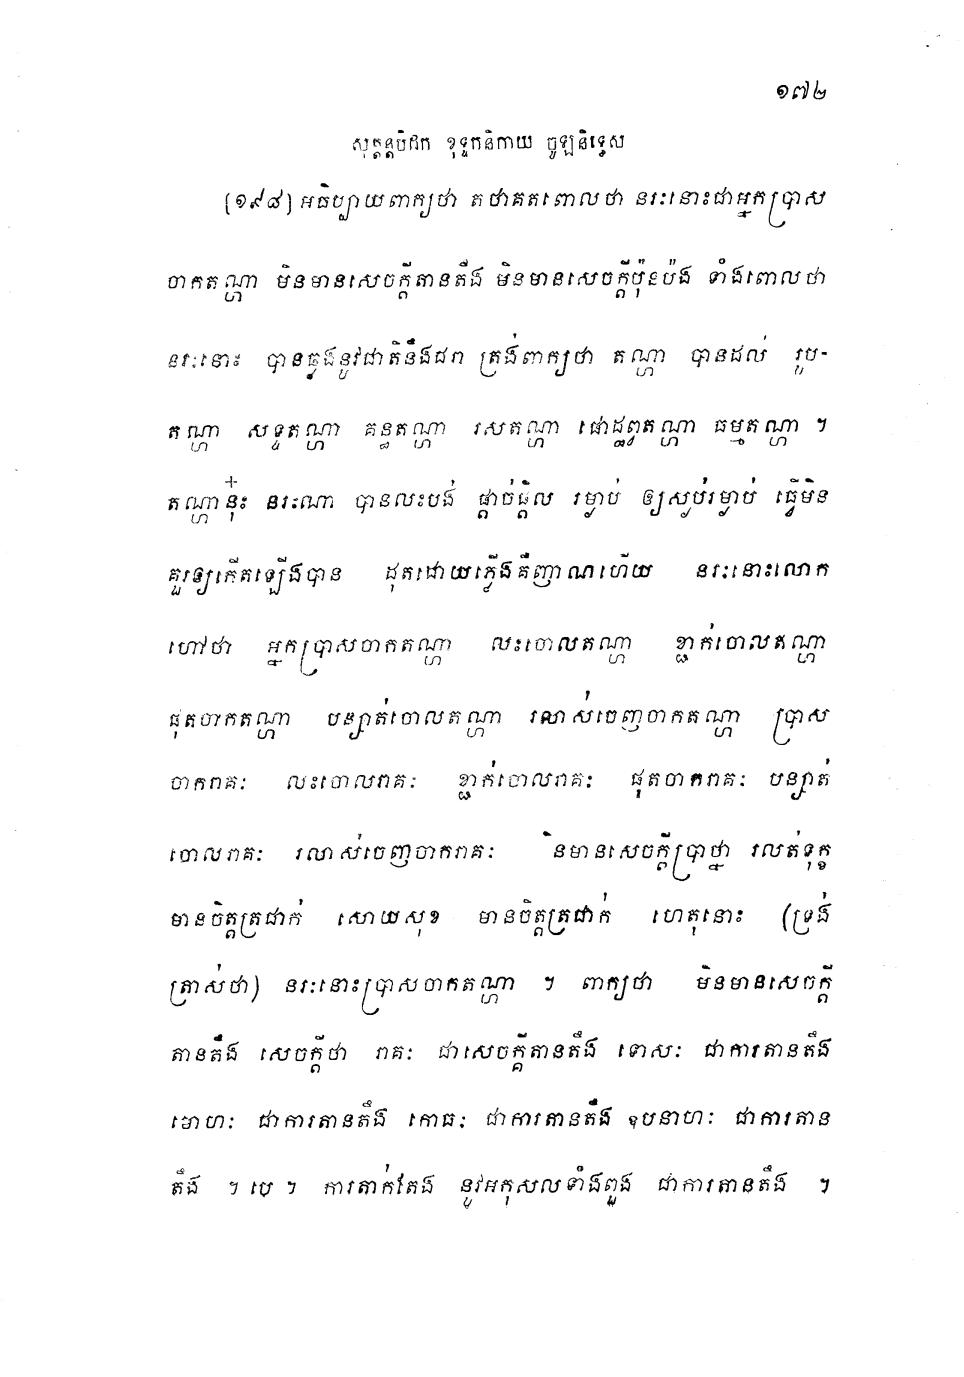 ១៧២
សុត្តន្តបិដក ខុទ្ទកនិកាយ ចូឡនិទ្ទេស
[១៩៨] អធិប្បាយពាក្យថា តថាគតពោលថា នរៈនោះជាអ្នកប្រាស
ចាកតណ្ហា មិនមានសេចក្តីតានតឹង មិនមានសេចក្តីប៉ុនប៉ង ទាំងពោលថា
នរៈនោះ បានឆ្លងនូវជាតិនឹងជរា ត្រង់ពាក្យថា តណ្ហា បានដល់ រូប-
តណ្ហា សទ្ទតណ្ហា គន្ធតណ្ហា រសតណ្ហា ផោដ្ឋព្វតណ្ហា ធម្មតណ្ហា ។
តណ្ហានុ៎ះ នរៈណា បានលះបង់ ផ្តាច់ផ្តិល រម្ងាប់ ឲ្យស្ងប់រម្ងាប់ ធ្វើមិន
គួរឲ្យកើតឡើងបាន ដុតដោយភ្លើងគឺញាណហើយ នរៈនោះលោក
ហៅថា អ្នកប្រាសចាកតណ្ហា លះចោលតណ្ហា ខ្ជាក់ចោលតណ្ហា
ផុតចាកតណ្ហា បន្សាត់ចោលតណ្ហា រលាស់ចេញចាកតណ្ហា ប្រាស
ចាករាគៈ លះចោលរាគៈ ខ្ជាក់ចោលរាគៈ ផុតចាករាគៈ បន្សាត់
ចោលរាគៈ រលាស់ចេញចាករាគៈ មិនមានសេចក្តីប្រាថ្នា រលត់ទុក្ខ
មានចិត្តត្រជាក់ សោយសុខ មានចិត្តត្រជាក់ ហេតុនោះ (ទ្រង់
ត្រាស់ថា) នរៈនោះប្រាសចាកតណ្ហា ។ ពាក្យថា មិនមានសេចក្តី
តានតឹង សេចក្តីថា រាគៈ ជាសេចក្តីតានតឹង ទោសៈ ជាការតានតឹង
មោហៈ ជាការតានតឹង កោធៈ ជាការតានតឹង ឧបនាហៈ ជាការតាន
តឹង ។ បេ ។ ការតាក់តែង នូវអកុសលទាំងពួង ជាការតានតឹង ។